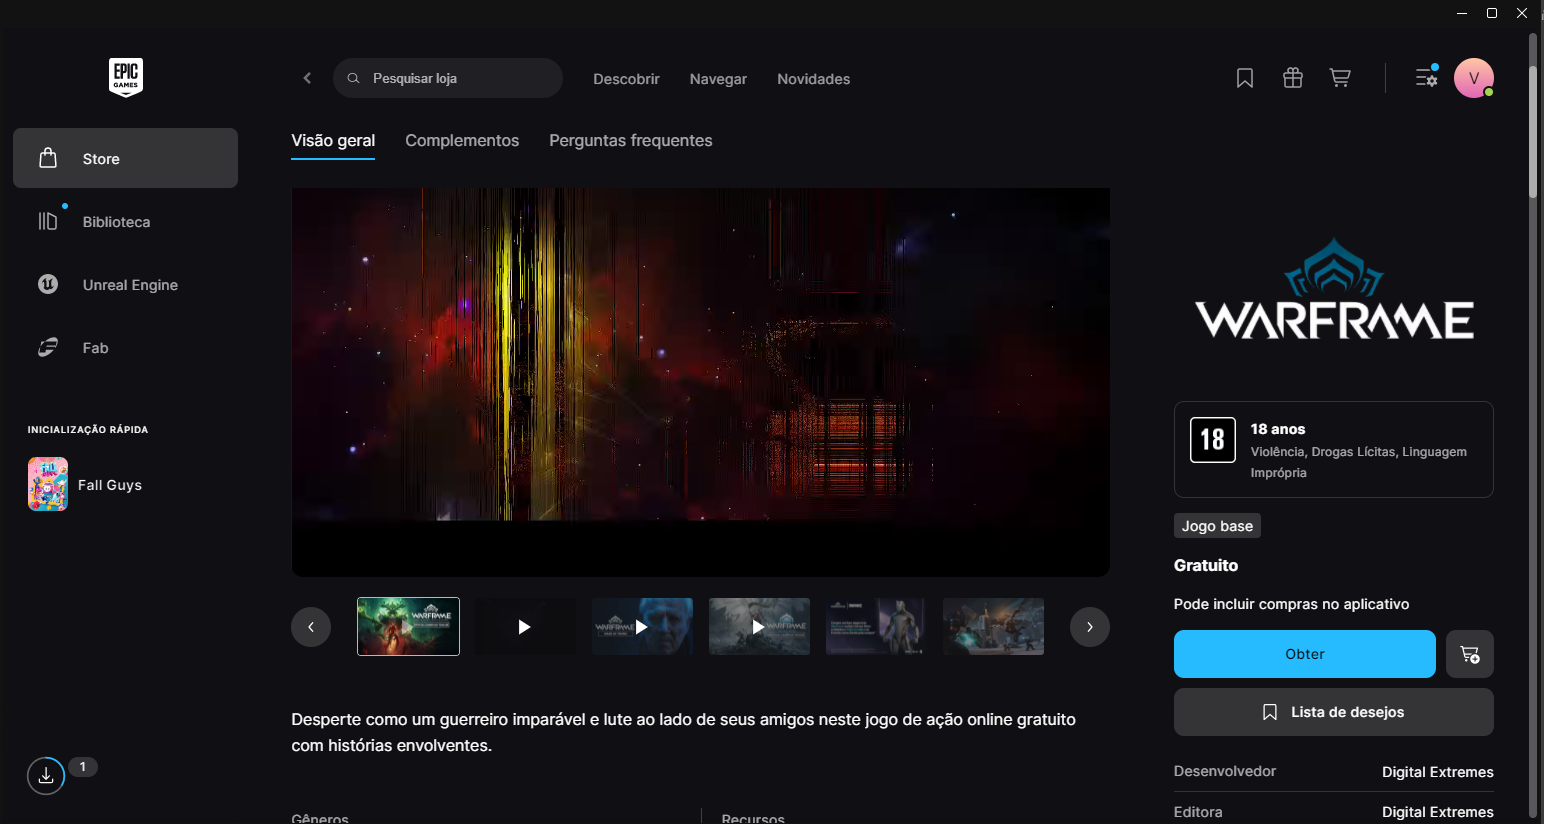 EPIC
GAMES
Pesquisar loja
Descobrir
Navegar
Novidades
V
Store
Biblioteca
Unreal Engine
Fab
INICIALIZAÇÃO RÁPIDA
Fall Guys
1
Visão geral
Complementos
Perguntas frequentes
WARFRAME
WARFRAME
WARFRAME
Desperte como um guerreiro imparável e lute ao lado de seus amigos neste jogo de ação online gratuito
com histórias envolventes.
Gêneros
Recursos
WARFRAME
18
18 anos
Violência, Drogas Lícitas, Linguagem
Imprópria
Jogo base
Gratuito
Pode incluir compras no aplicativo
Obter
Lista de desejos
Desenvolvedor
Digital Extremes
Editora
Digital Extremes